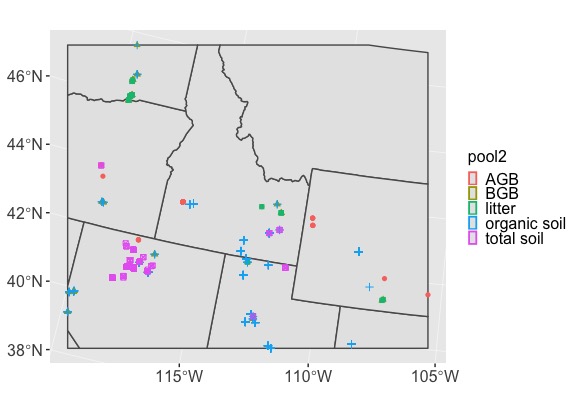 46°N
44°N
42°N
40°N
38°N
115°W
110°W
105°W
pool2
AGB
BGB
litter
organic soil
total soil